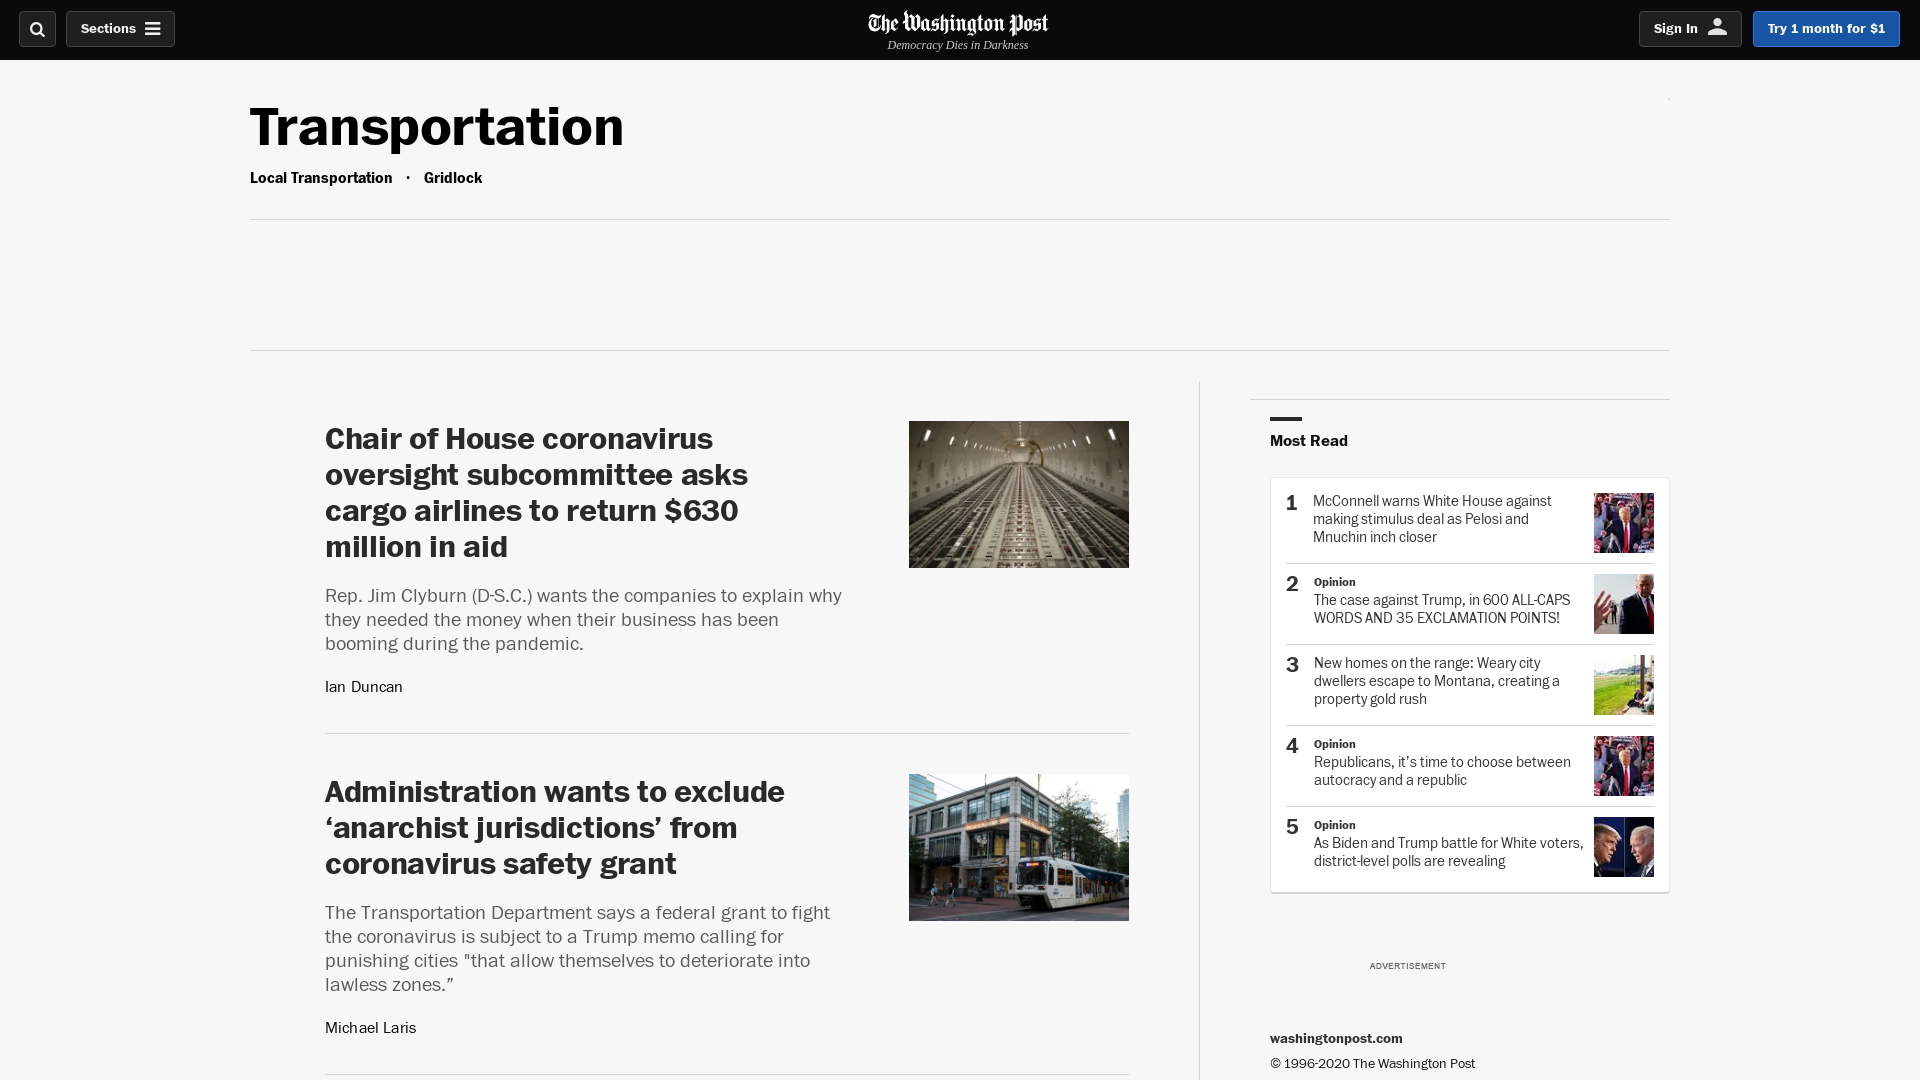 Sections
The Washington Post
Democracy Dies in Darkness
Sign In
Try 1 month for $1
Transportation
Local Transportation · Gridlock
Chair of House coronavirus
oversight subcommittee asks
cargo airlines to return $630
million in aid
Rep. Jim Clyburn (D-S.C.) wants the companies to explain why
they needed the money when their business has been
booming during the pandemic.
Ian Duncan
Administration wants to exclude
‘anarchist jurisdictions’ from
coronavirus safety grant
The Transportation Department says a federal grant to fight
the coronavirus is subject to a Trump memo calling for
punishing cities "that allow themselves to deteriorate into
lawless zones.”
Michael Laris
Most Read
1 McConnell warns White House against
making stimulus deal as Pelosi and
Mnuchin inch closer
2 Opinion
The case against Trump, in 600 ALL-CAPS
WORDS AND 35 EXCLAMATION POINTS!
3 New homes on the range: Weary city
dwellers escape to Montana, creating a
property gold rush
4 Opinion
Republicans, it’s time to choose between
autocracy and a republic
5 Opinion
As Biden and Trump battle for White voters,
district-level polls are revealing
ADVERTISEMENT
washingtonpost.com
© 1996-2020 The Washington Post